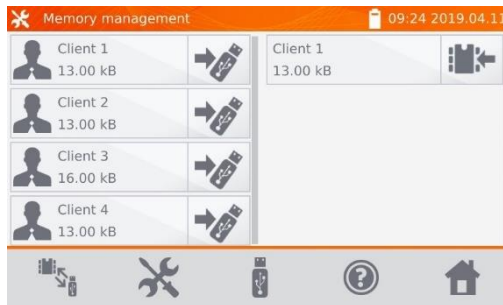 Memory management
09:24 2019.04.11
Client 1
13.00 kB
Client 2
13.00 kB
Client 3
16.00 kB
Client 4
13.00 kB
Client 1
13.00 kB
?